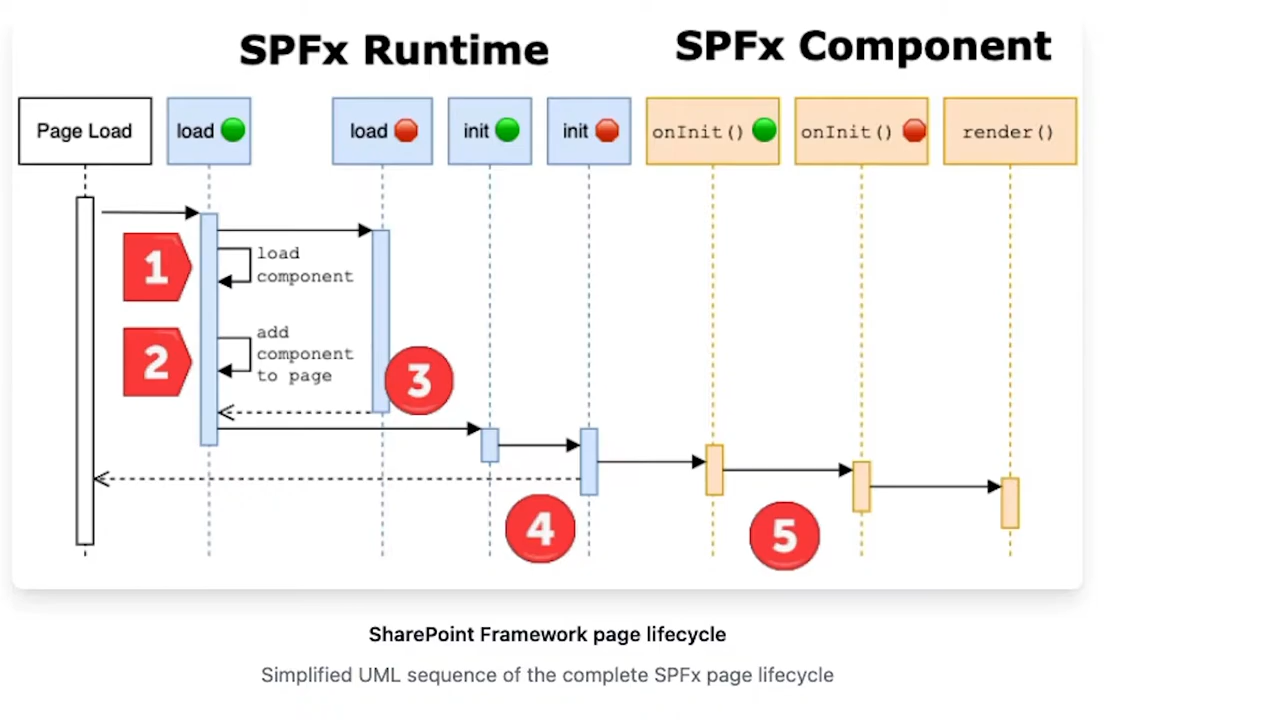 SPFx Runtime
SPFx Component
Page Load
load
load
init
init
onInit()
onInit()
render()
1
load
component
2
add
component
to page
3
4
5
SharePoint Framework page lifecycle
Simplified UML sequence of the complete SPFx page lifecycle